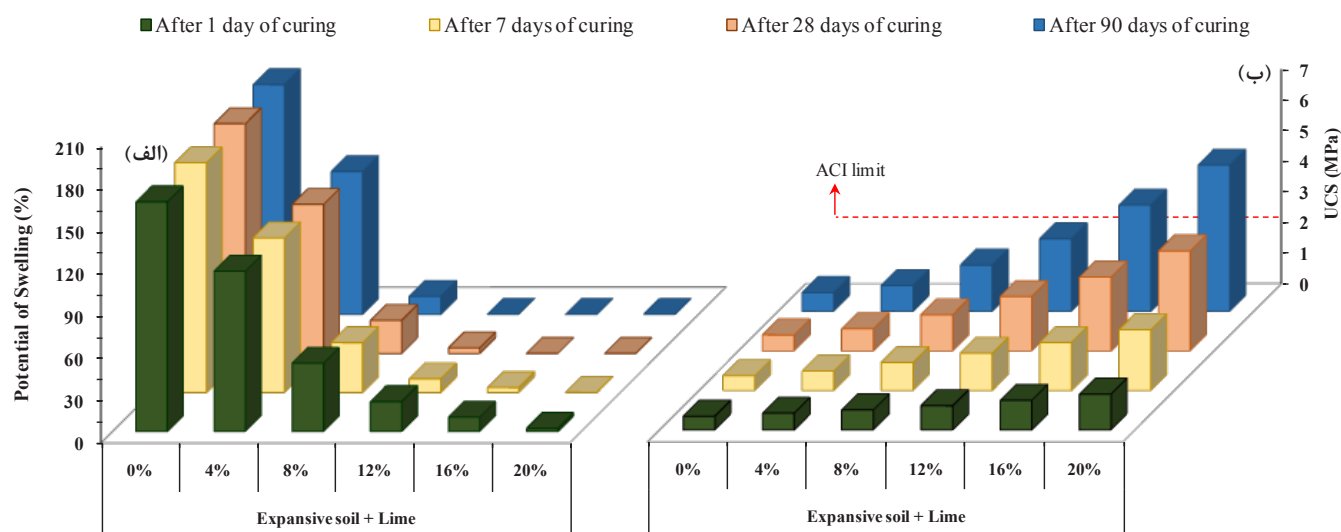 After 1 day of curing After 7 days of curing After 28 days of curing After 90 days of curing
(الف)
Potential of Swelling (%)
210
180
150
120
90
60
30
0
0% 4% 8% 12% 16% 20%
Expansive soil + Lime
(ب)
ACI limit
UCS (MPa)
7
6
5
4
3
2
1
0
0% 4% 8% 12% 16% 20%
Expansive soil + Lime